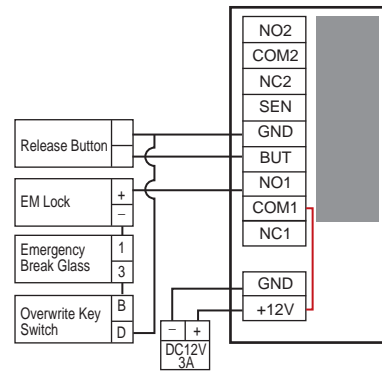 NO2
COM2
NC2
SEN
GND
BUT
NO1
COM1
NC1
GND
+12V
Release Button
EM Lock
+
−
Emergency
Break Glass
1
3
Overwrite Key
Switch
B
D
− +
DC12V
3A